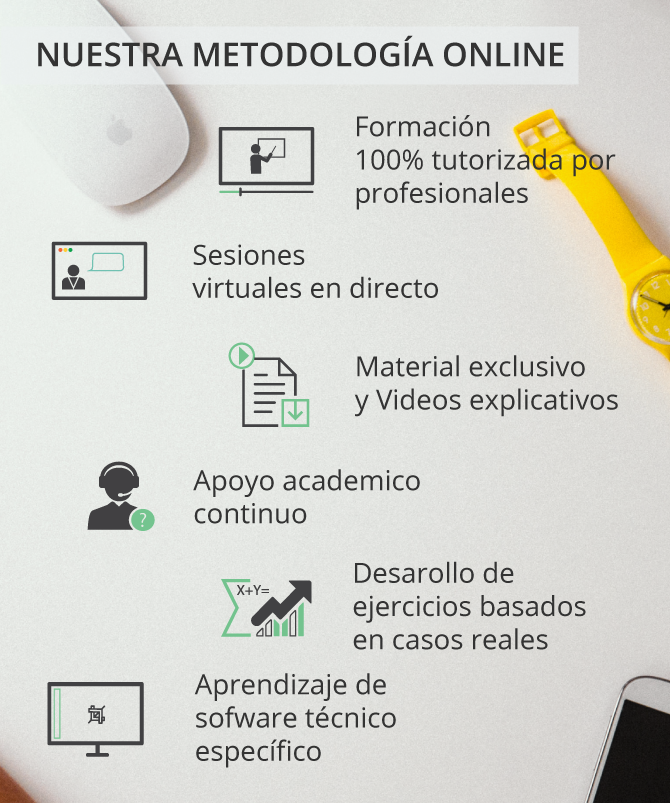 NUESTRA METODOLOGÍA ONLINE
Formación
100% tutorizada por
profesionales
Sesiones
virtuales en directo
Material exclusivo
y Videos explicativos
Apoyo academico
continuo
?
X+Y=
Desarollo de
ejercicios basados
en casos reales
Aprendizaje de
sofware técnico
específico